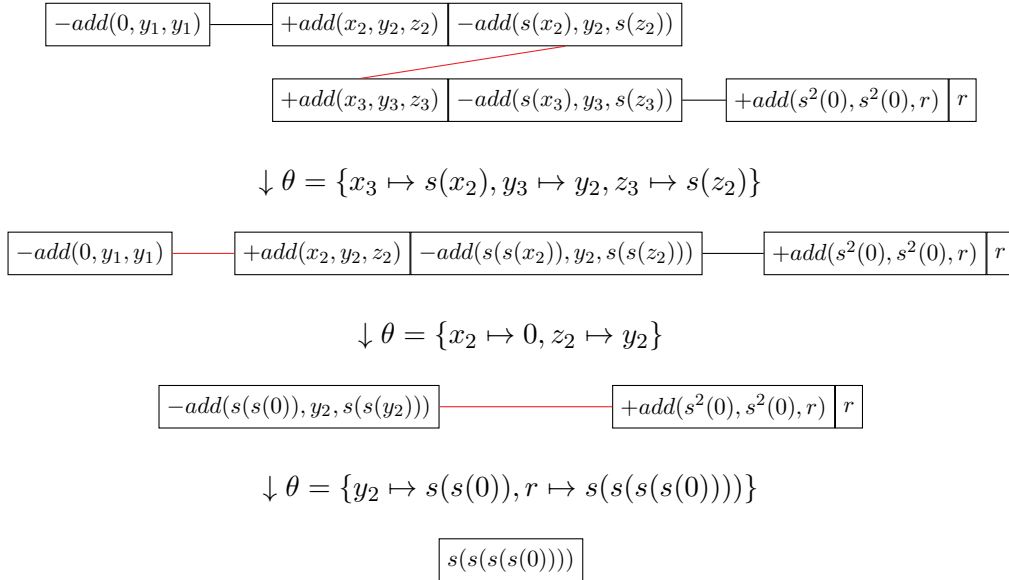 −add(0, y₁, y₁) +add(x₂, y₂, z₂) −add(s(x₂), y₂, s(z₂))
+add(x₃, y₃, z₃) −add(s(x₃), y₃, s(z₃)) +add(s²(0), s²(0), r) r
↓ θ = {x₃ ↦ s(x₂), y₃ ↦ y₂, z₃ ↦ s(z₂)}
−add(0, y₁, y₁) +add(x₂, y₂, z₂) −add(s(s(x₂)), y₂, s(s(z₂))) +add(s²(0), s²(0), r) r
↓ θ = {x₂ ↦ 0, z₂ ↦ y₂}
−add(s(s(0)), y₂, s(s(y₂))) +add(s²(0), s²(0), r) r
↓ θ = {y₂ ↦ s(s(0)), r ↦ s(s(s(s(0))))}
s(s(s(s(0))))